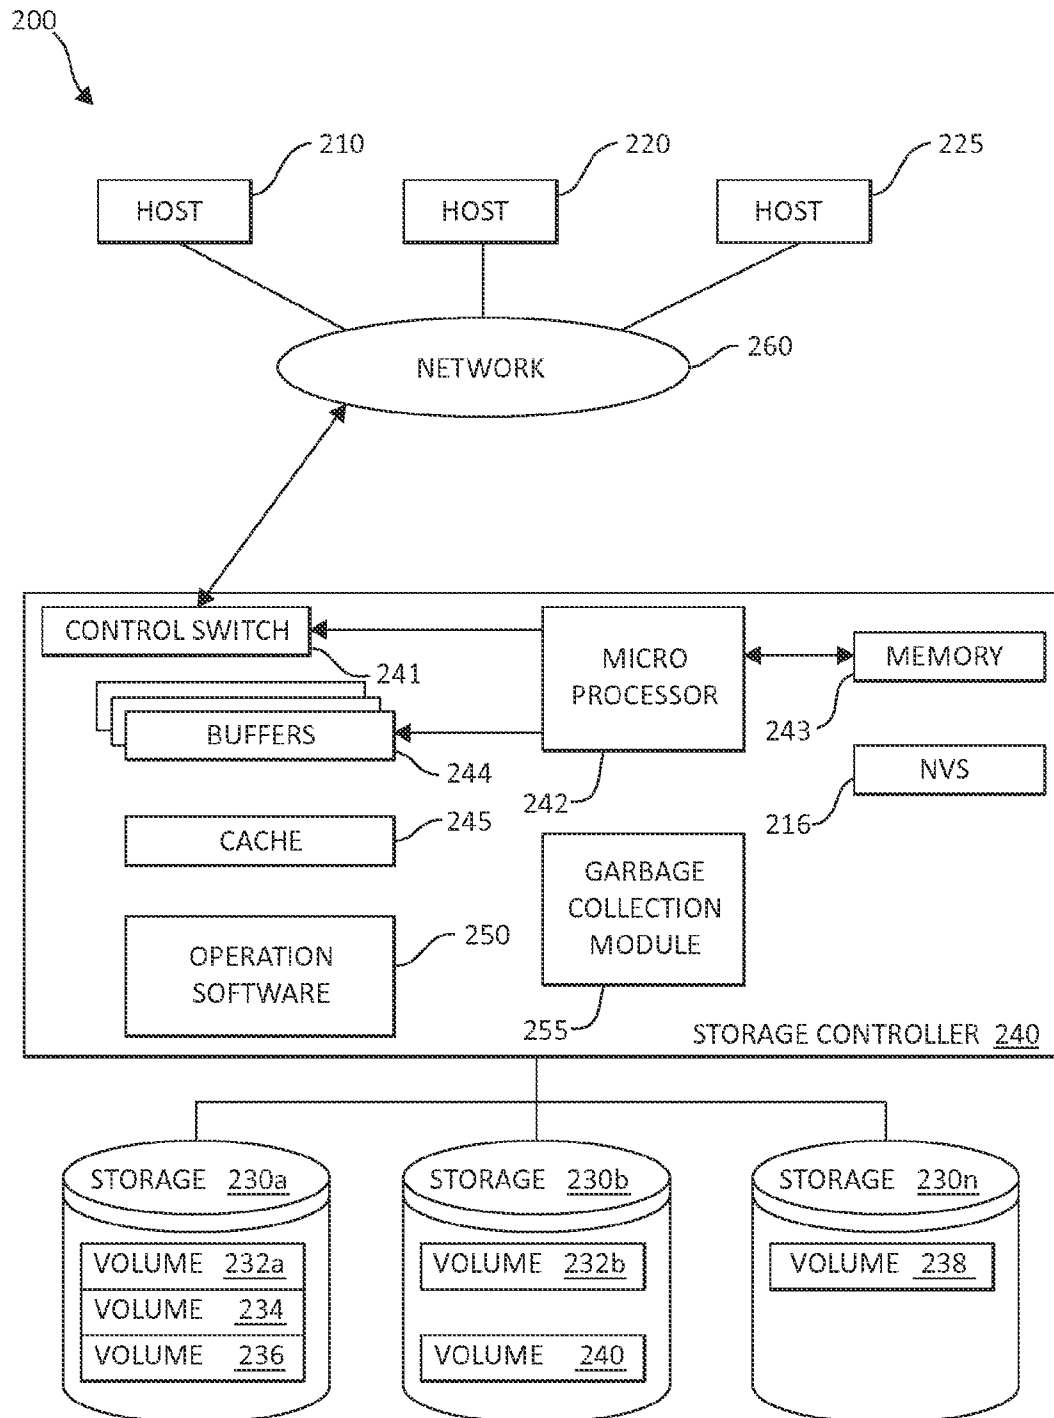 200
210
220
225
HOST
HOST
HOST
260
NETWORK
CONTROL SWITCH
241
MICRO
PROCESSOR
MEMORY
243
BUFFERS
244
242
NVS
216
245
CACHE
GARBAGE
COLLECTION
MODULE
250
OPERATION
SOFTWARE
255
STORAGE CONTROLLER 240
STORAGE 230a
STORAGE 230b
STORAGE 230n
VOLUME 232a
VOLUME 232b
VOLUME 238
VOLUME 234
VOLUME 236
VOLUME 240